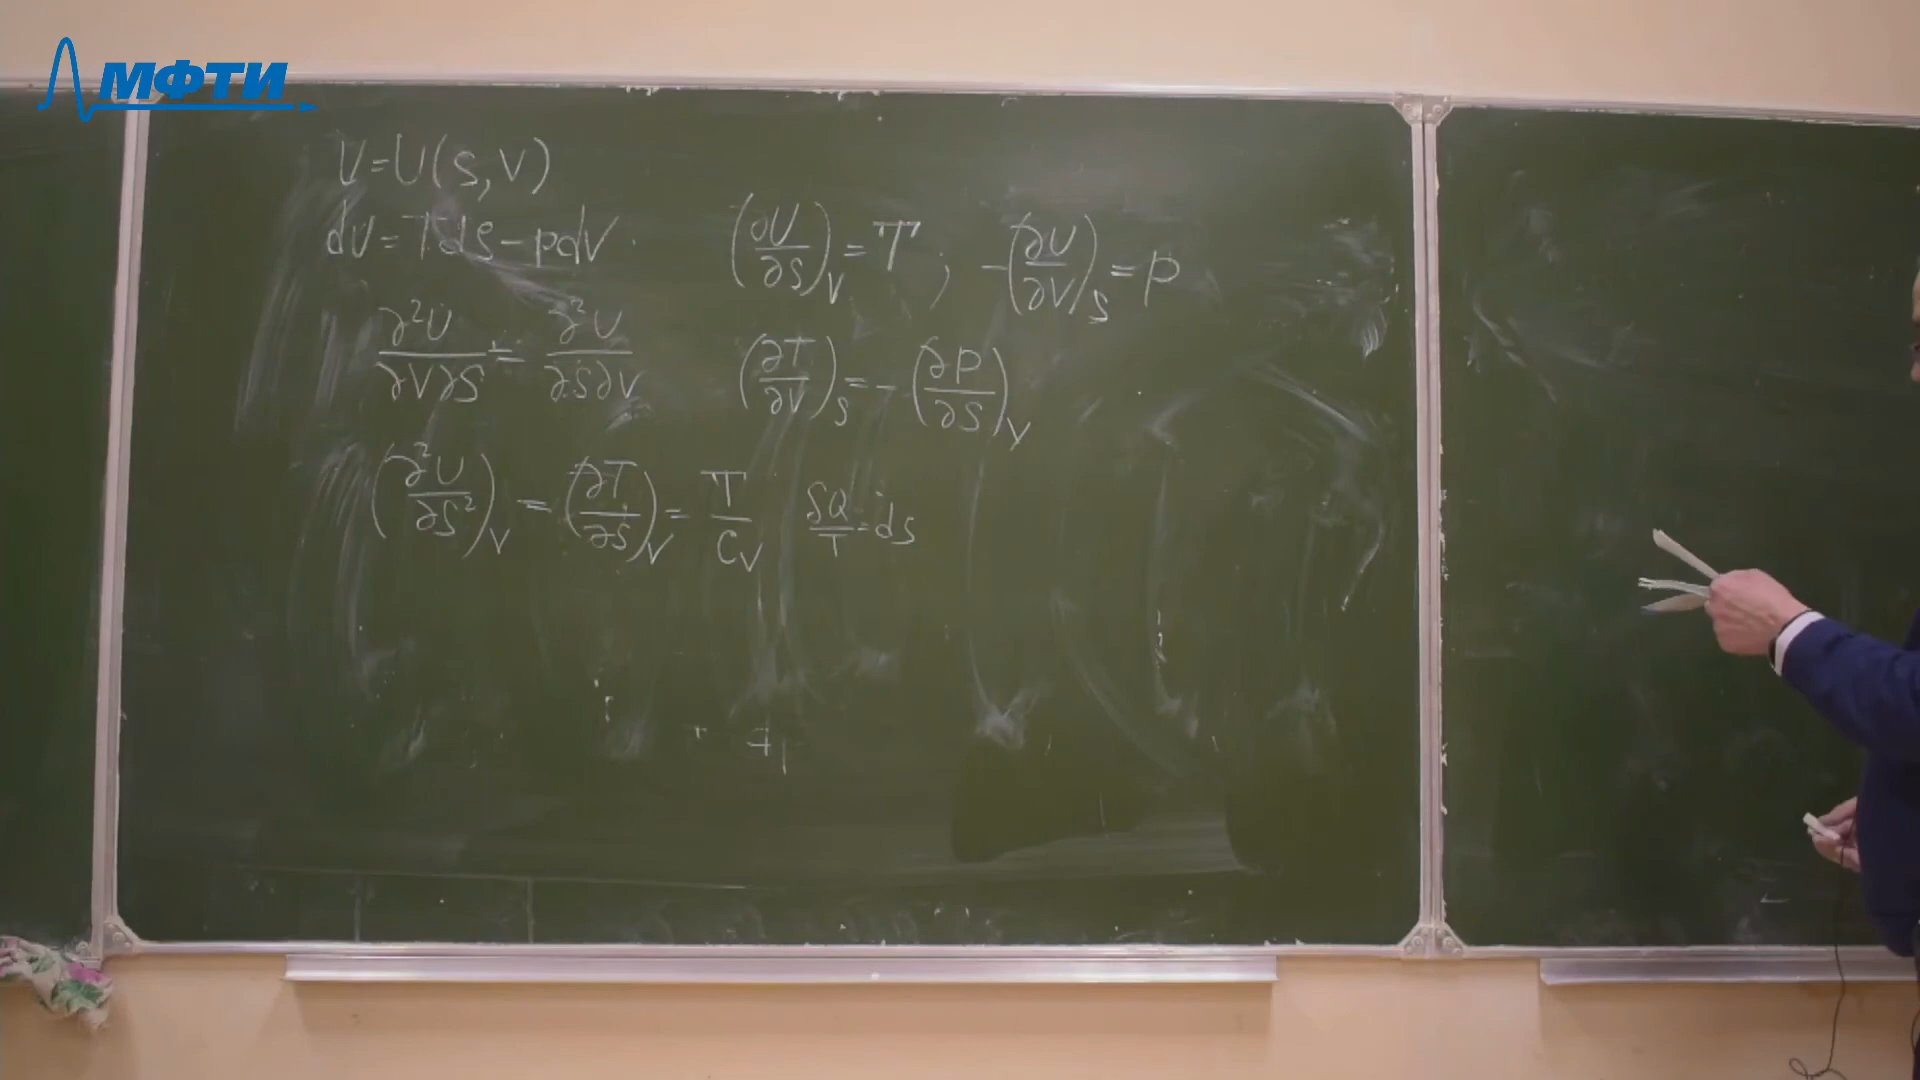 МФТИ
U=U(S,V)
dU=TdS-pdV. (∂U/∂S)_V=T, -(∂U/∂V)_S=p
∂²U/∂V∂S=∂²U/∂S∂V (∂T/∂V)_S=-(∂p/∂S)_V
(∂²U/∂S²)_V=(∂T/∂S)_V=T/C_V δQ/T=dS